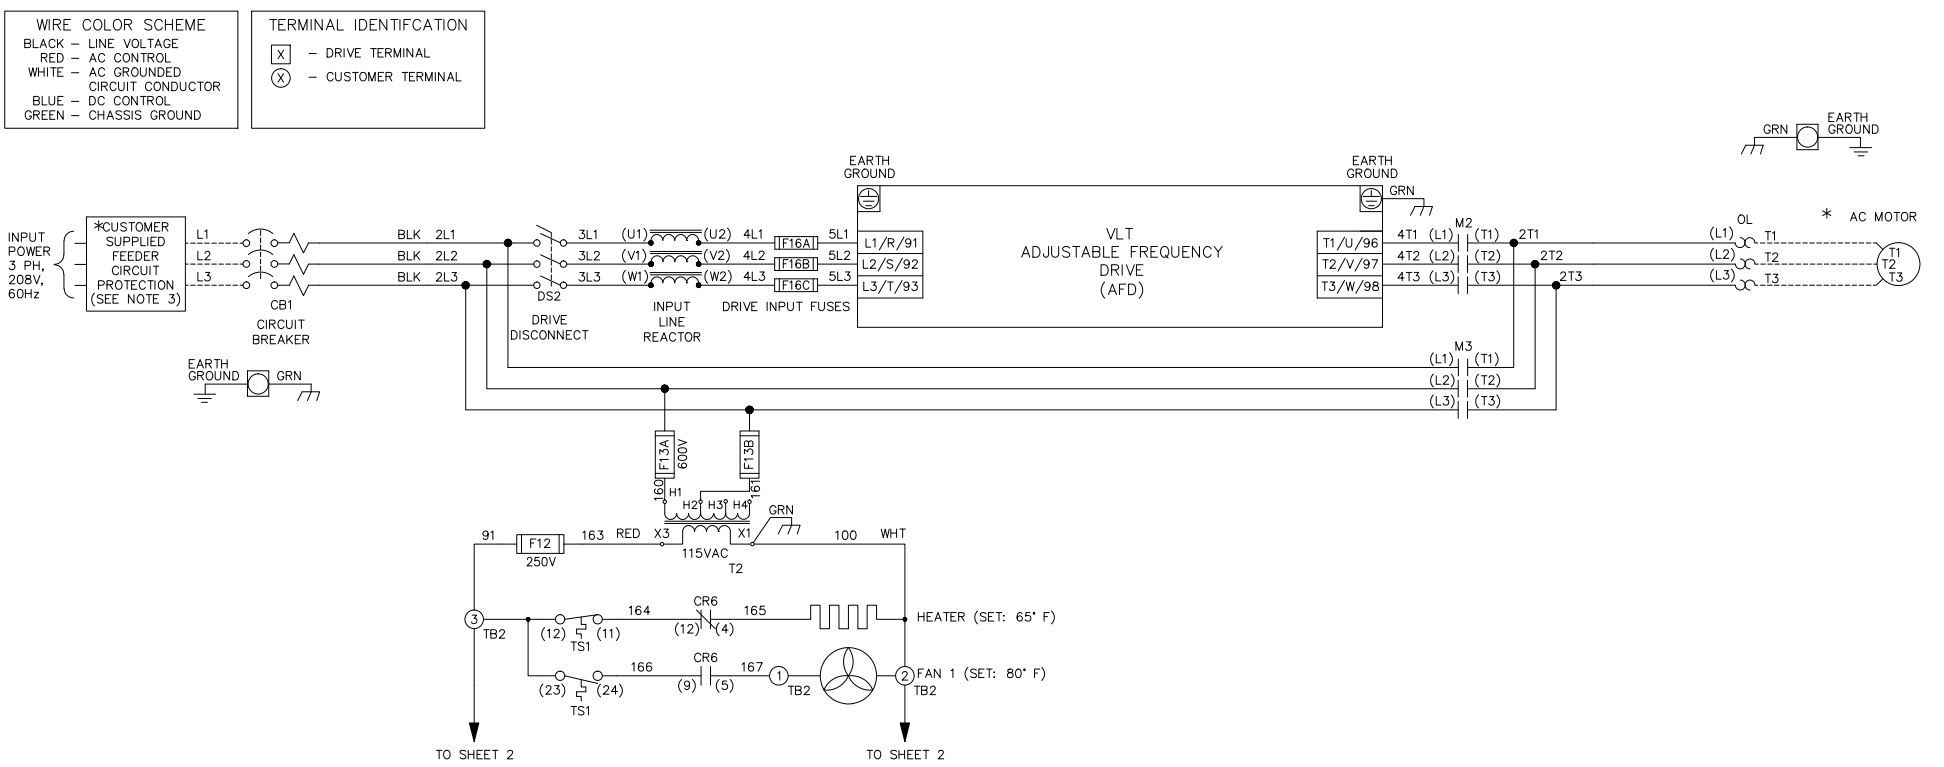 WIRE COLOR SCHEME
BLACK – LINE VOLTAGE
RED – AC CONTROL
WHITE – AC GROUNDED
CIRCUIT CONDUCTOR
BLUE – DC CONTROL
GREEN – CHASSIS GROUND
TERMINAL IDENTIFCATION
X – DRIVE TERMINAL
X – CUSTOMER TERMINAL
INPUT
POWER
3 PH,
208V,
60Hz
*CUSTOMER
SUPPLIED
FEEDER
CIRCUIT
PROTECTION
(SEE NOTE 3)
L1
L2
L3
CB1
CIRCUIT
BREAKER
BLK 2L1
BLK 2L2
BLK 2L3
DS2
DRIVE
DISCONNECT
3L1
3L2
3L3
(U1) (U2)
(V1) (V2)
(W1) (W2)
INPUT
LINE
REACTOR
4L1 F16A 5L1
4L2 F16B 5L2
4L3 F16C 5L3
DRIVE INPUT FUSES
EARTH
GROUND
L1/R/91
L2/S/92
L3/T/93
VLT
ADJUSTABLE FREQUENCY
DRIVE
(AFD)
EARTH
GROUND
GRN
T1/U/96
T2/V/97
T3/W/98
M2
4T1 (L1) (T1) 2T1
4T2 (L2) (T2) 2T2
4T3 (L3) (T3) 2T3
M3
(L1) (T1)
(L2) (T2)
(L3) (T3)
OL
(L1) T1
(L2) T2
(L3) T3
* AC MOTOR
T1
T2
T3
GRN
EARTH
GROUND
EARTH
GROUND
GRN
F13A
600V
F13B
160
161
H1
H2 H3 H4
GRN
91 F12 163 RED X3 X1 100 WHT
250V
115VAC
T2
3
TB2
(12) (11)
TS1
164
CR6
(12) (4)
165
HEATER (SET: 65° F)
(23) (24)
TS1
166
CR6
(9) (5)
167
1
TB2
2
TB2
FAN 1 (SET: 80° F)
TO SHEET 2
TO SHEET 2